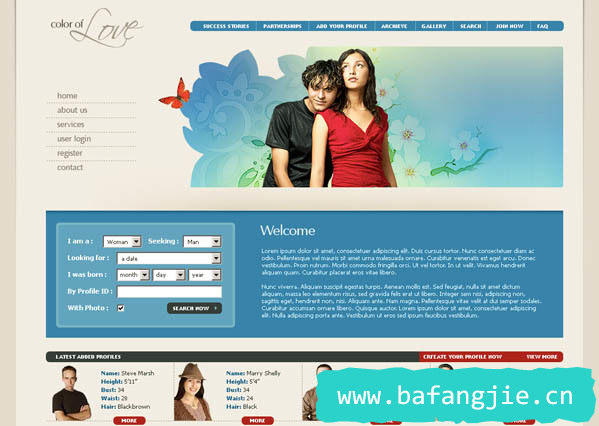 color of Love
SUCCESS STORIES PARTNERSHIPS ADD YOUR PROFILE ARCHIEVE GALLERY SEARCH JOIN NOW FAQ
home
about us
services
user login
register
contact
I am a : Woman Seeking : Man
Looking for : a date
I was born : month day year
By Profile ID :
With Photo :
SEARCH NOW
Welcome
Lorem ipsum dolor sit amet, consectetuer adipiscing elit. Duis cursus tortor. Nunc consectetuer diam ac
odio. Pellentesque vel mauris sit amet urna malesuada ornare. Curabitur venenatis est eget arcu. Donec
vestibulum. Proin rutrum. Morbi commodo fringilla orci. Ut vel tortor. In ut velit. Vivamus hendrerit
aliquam quam. Curabitur placerat eros vitae libero.
Nunc viverra. Aliquam suscipit egestas turpis. Aenean mollis est. Sed feugiat, nulla sit amet dictum
aliquam, massa leo elementum risus, sed gravida felis erat ut libero. Integer sem nisi, adipiscing non,
sagittis eget, hendrerit non, nisi. Aliquam ante. Nam magna. Pellentesque vitae velit at dui semper sodales.
Curabitur accumsan ornare libero. Quisque auctor. Lorem ipsum dolor sit amet, consectetuer adipiscing
elit. Nulla adipiscing porta ante. Vestibulum ut eros sed ipsum faucibus vestibulum.
LATEST ADDED PROFILES
CREATE YOUR PROFILE NOW VIEW MORE
Name: Steve Marsh
Height: 5'11"
Bust: 34
Waist: 28
Hair: Blackbrown
MORE
Name: Marry Shelly
Height: 5'4"
Bust: 34
Waist: 24
Hair: Black
MORE
www.bafangjie.cn